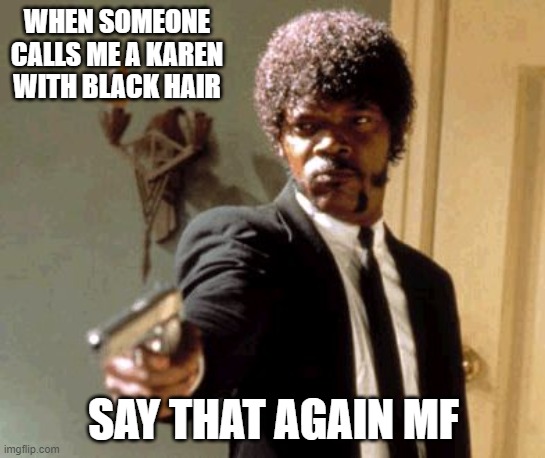 WHEN SOMEONE
CALLS ME A KAREN
WITH BLACK HAIR
SAY THAT AGAIN MF
imgflip.com